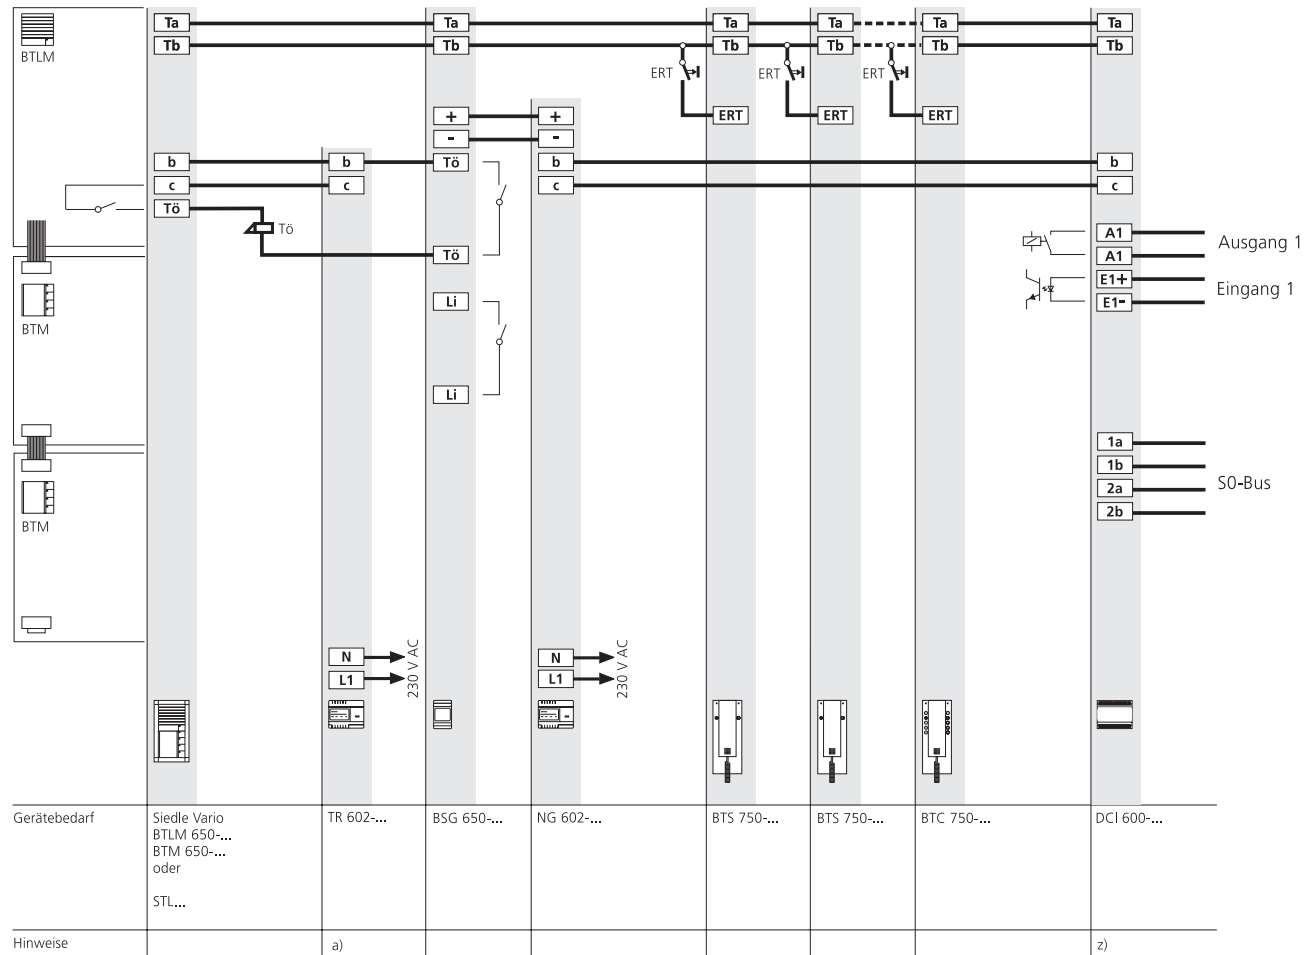 BTLM
Ta Ta Ta Ta Ta Ta
Tb Tb Tb Tb Tb Tb
ERT ERT ERT
+ + ERT ERT ERT
- -
b b Tö b b
c c c c
Tö
Tö
A1 Ausgang 1
Tö A1
E1+ Eingang 1
Li E1-
BTM
Li
1a
1b
2a S0-Bus
2b
BTM
N 230 V AC N 230 V AC
L1 L1
Gerätebedarf
Siedle Vario
BTLM 650-...
BTM 650-...
oder
STL...
TR 602-...
BSG 650-...
NG 602-...
BTS 750-...
BTS 750-...
BTC 750-...
DCI 600-...
Hinweise a) z)